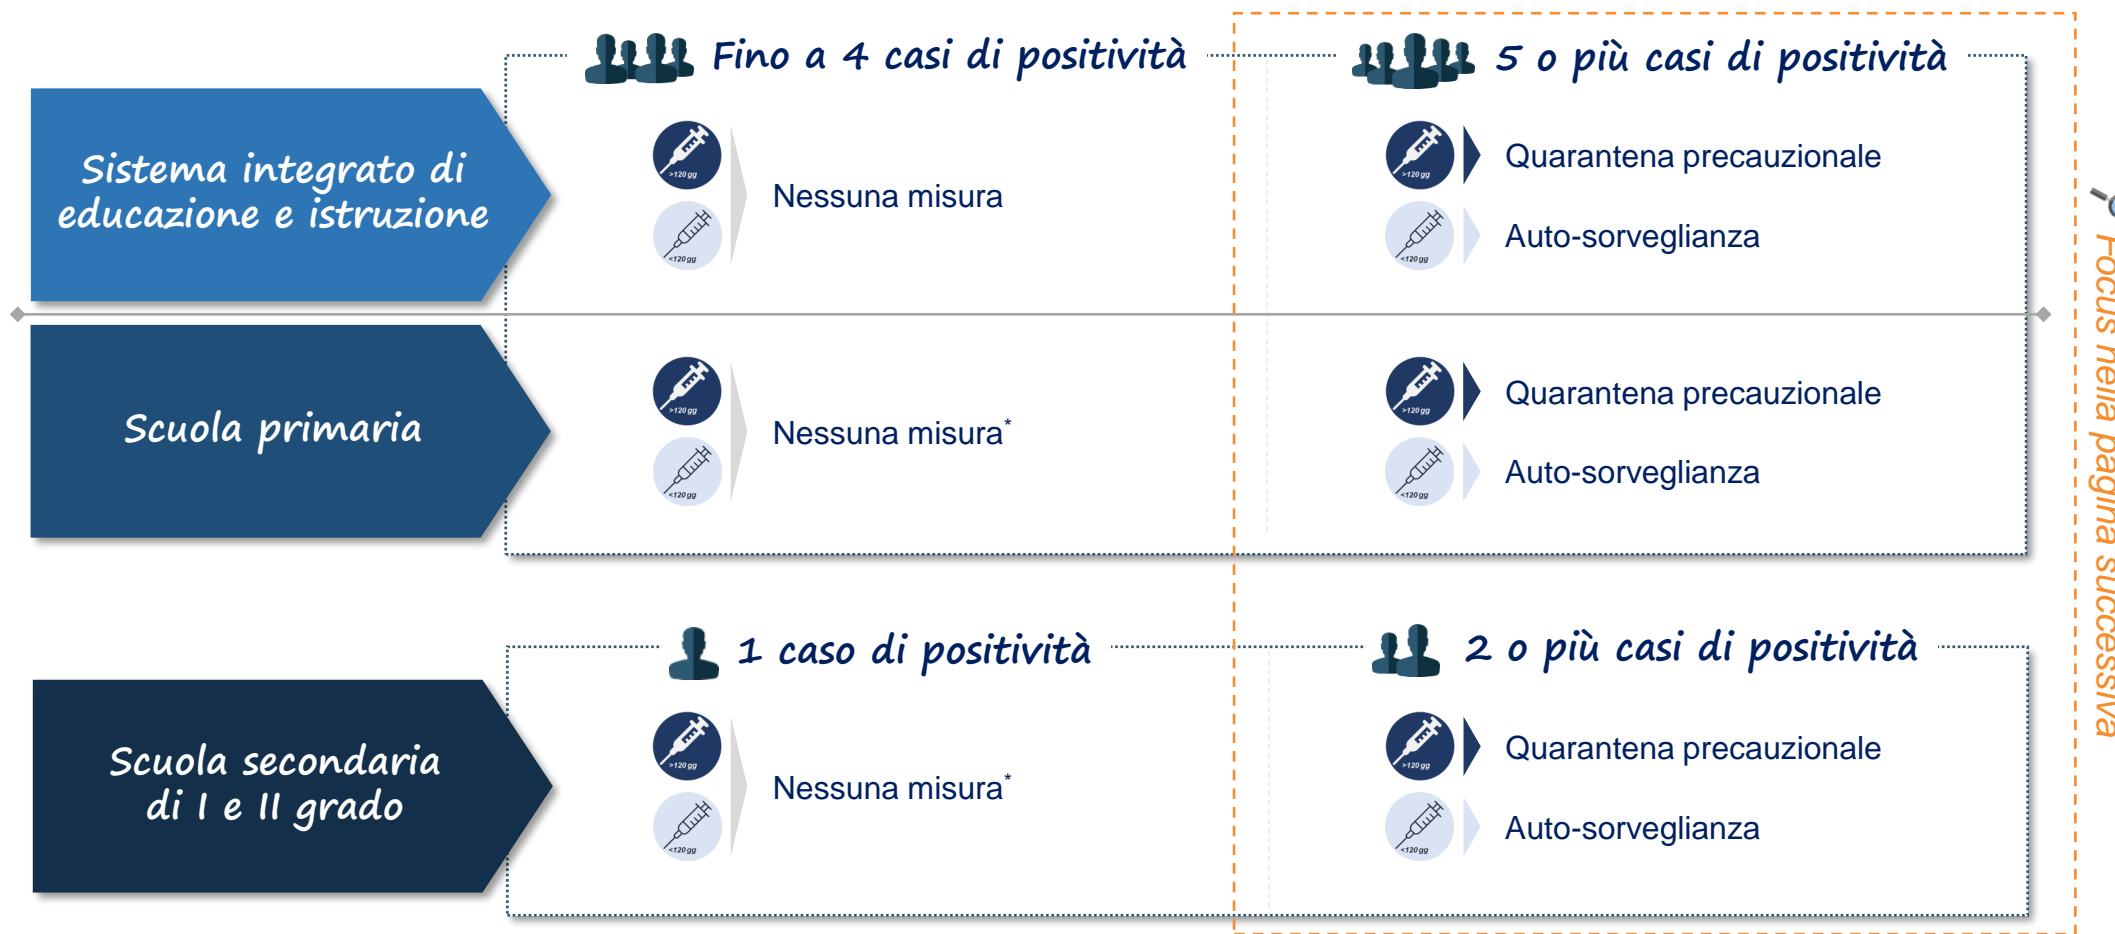 Fino a 4 casi di positività
5 o più casi di positività
Sistema integrato di
educazione e istruzione
>120 gg
Nessuna misura
<120 gg
>120 gg
Quarantena precauzionale
<120 gg
Auto-sorveglianza
Scuola primaria
>120 gg
Nessuna misura*
<120 gg
>120 gg
Quarantena precauzionale
<120 gg
Auto-sorveglianza
1 caso di positività
2 o più casi di positività
Scuola secondaria
di I e II grado
>120 gg
Nessuna misura*
<120 gg
>120 gg
Quarantena precauzionale
<120 gg
Auto-sorveglianza
Focus nella pagina successiva